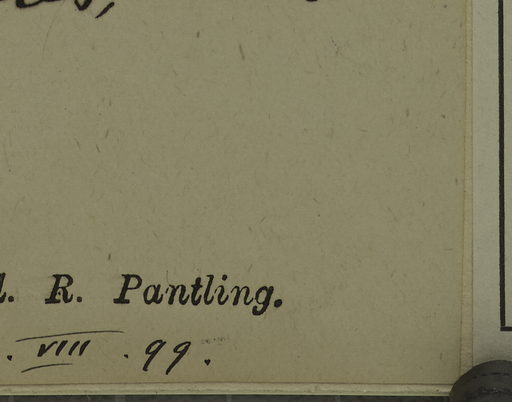 R. Pantling.
. VIII . 99 .